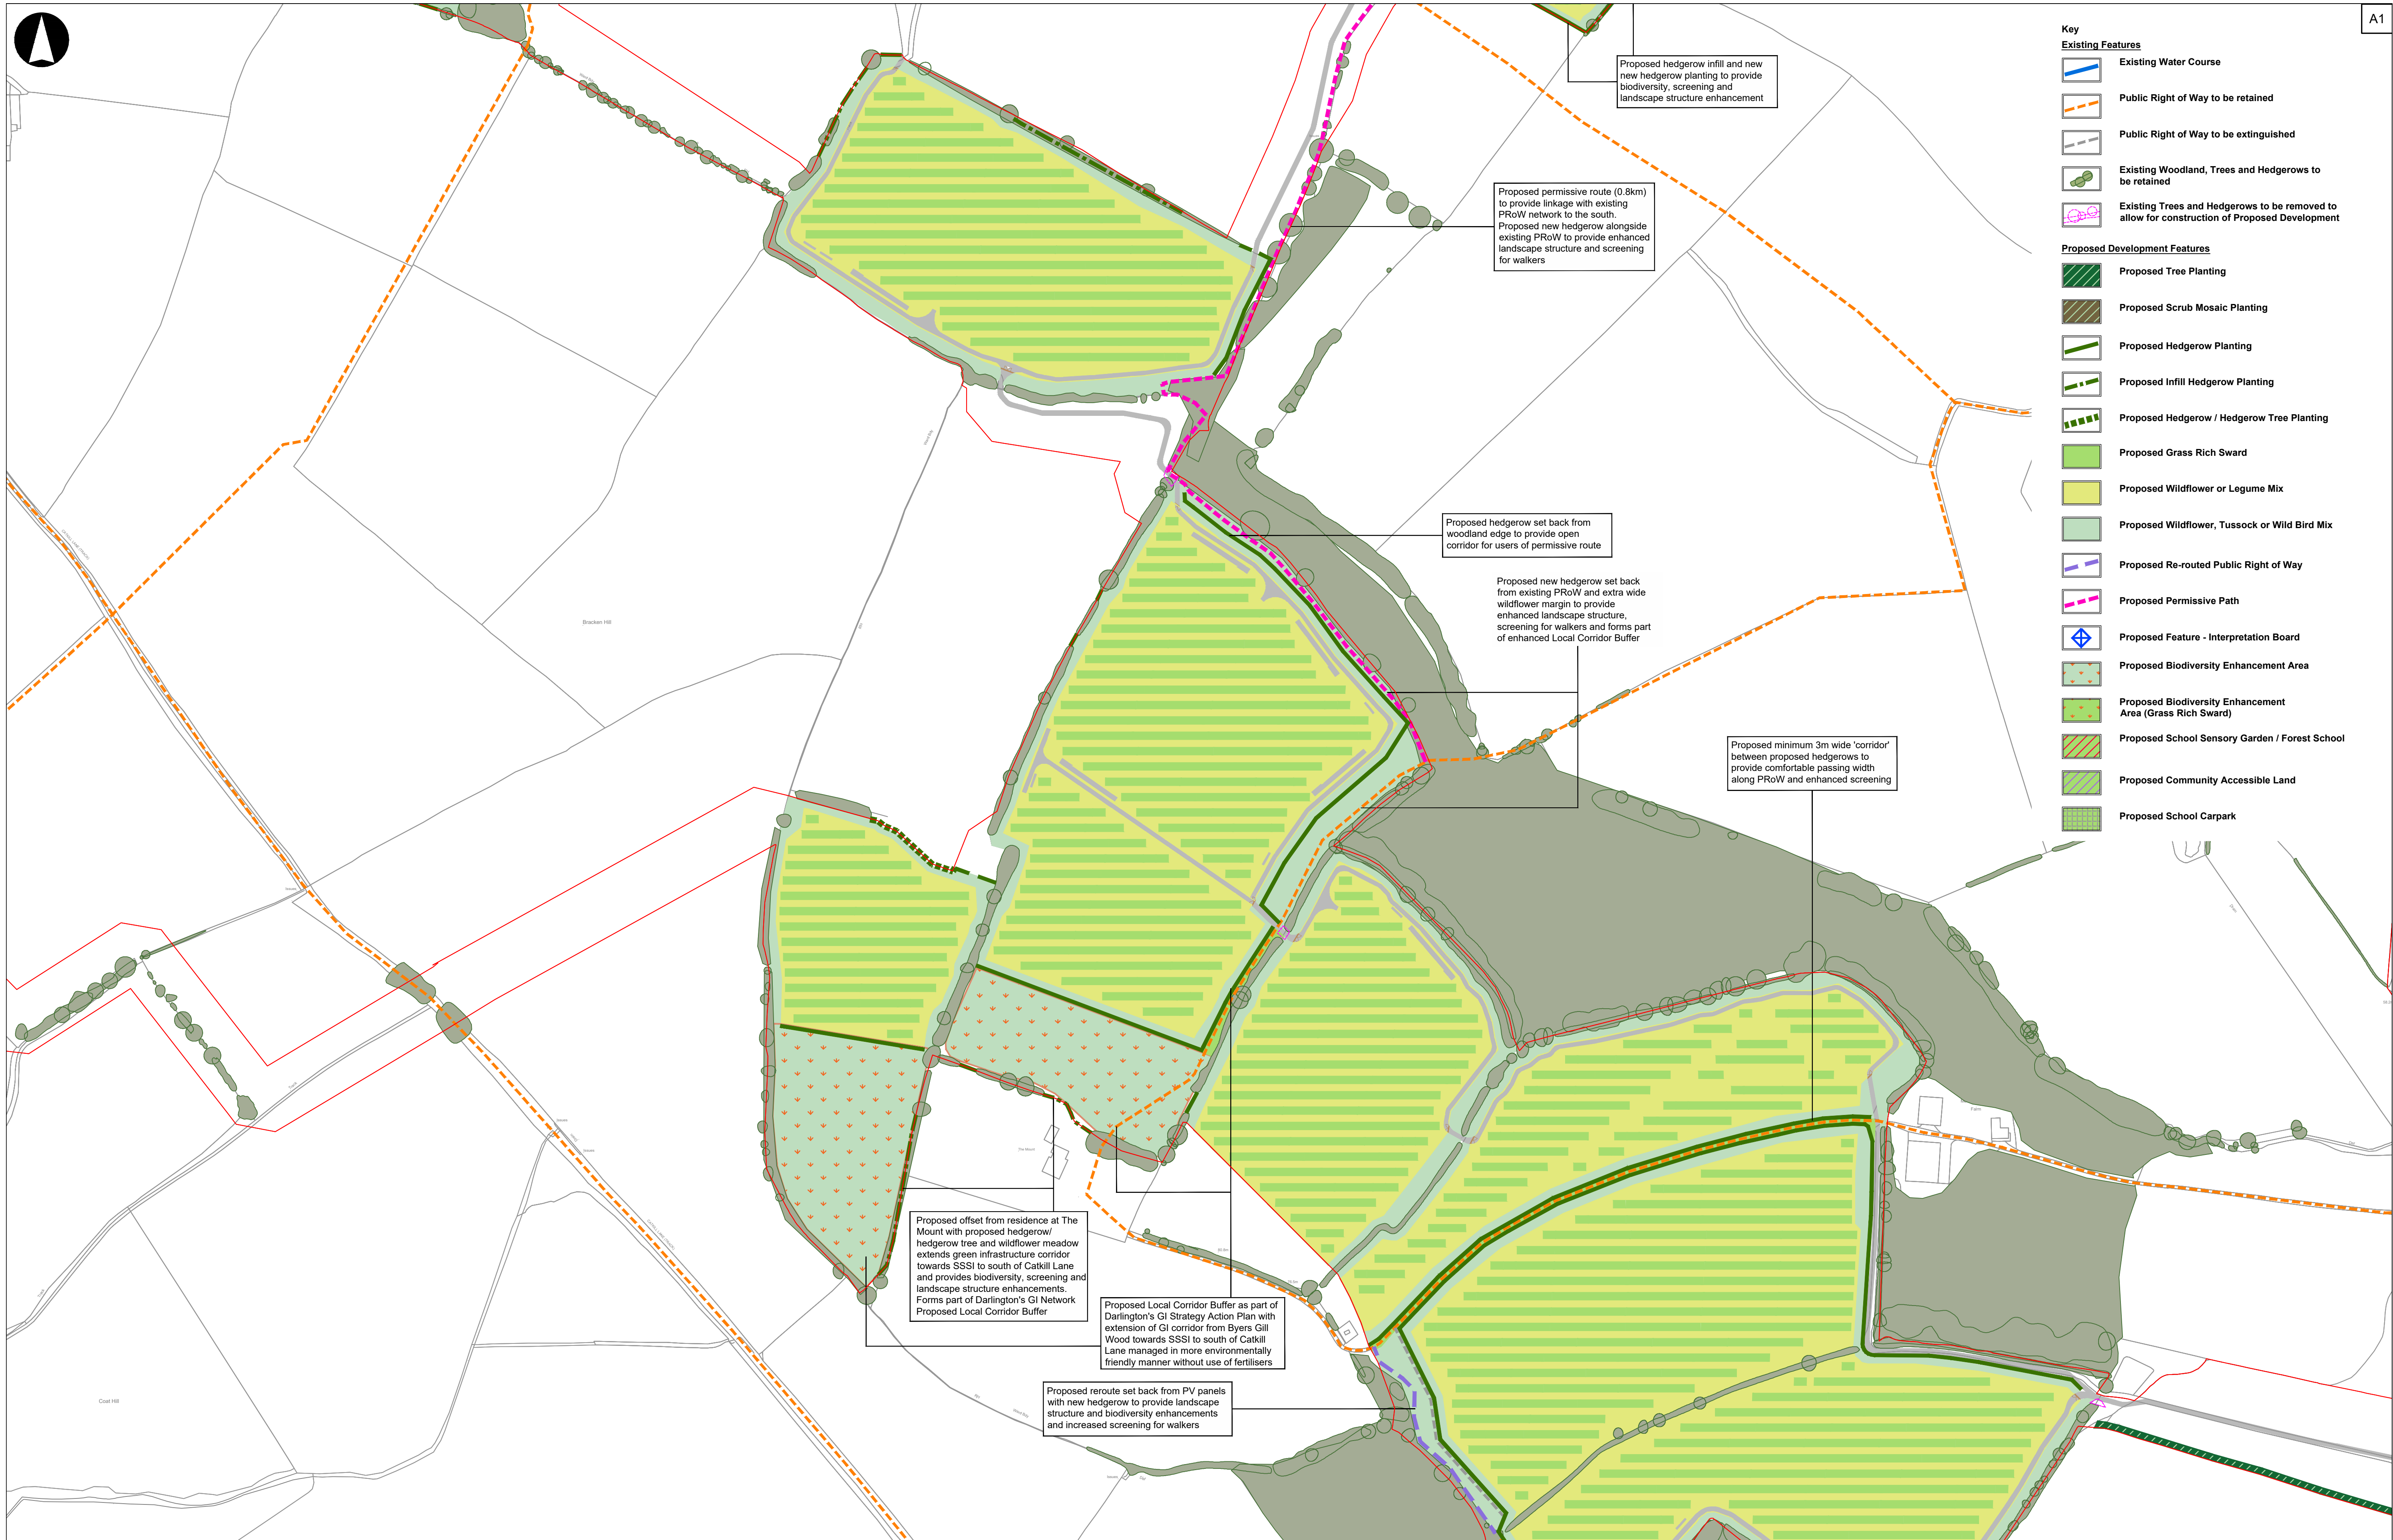 A1
Key
Existing Features
Existing Water Course
Public Right of Way to be retained
Public Right of Way to be extinguished
Existing Woodland, Trees and Hedgerows to
be retained
Existing Trees and Hedgerows to be removed to
allow for construction of Proposed Development
Proposed Development Features
Proposed Tree Planting
Proposed Scrub Mosaic Planting
Proposed Hedgerow Planting
Proposed Infill Hedgerow Planting
Proposed Hedgerow / Hedgerow Tree Planting
Proposed Grass Rich Sward
Proposed Wildflower or Legume Mix
Proposed Wildflower, Tussock or Wild Bird Mix
Proposed Re-routed Public Right of Way
Proposed Permissive Path
Proposed Feature - Interpretation Board
Proposed Biodiversity Enhancement Area
Proposed Biodiversity Enhancement
Area (Grass Rich Sward)
Proposed School Sensory Garden / Forest School
Proposed Community Accessible Land
Proposed School Carpark
Proposed hedgerow infill and new
new hedgerow planting to provide
biodiversity, screening and
landscape structure enhancement
Proposed permissive route (0.8km)
to provide linkage with existing
PRoW network to the south.
Proposed new hedgerow alongside
existing PRoW to provide enhanced
landscape structure and screening
for walkers
Proposed hedgerow set back from
woodland edge to provide open
corridor for users of permissive route
Proposed new hedgerow set back
from existing PRoW and extra wide
wildflower margin to provide
enhanced landscape structure,
screening for walkers and forms part
of enhanced Local Corridor Buffer
Bracken Hill
Proposed minimum 3m wide 'corridor'
between proposed hedgerows to
provide comfortable passing width
along PRoW and enhanced screening
Issues
Drain
Track
Farm
Issues
Issues
The Mount
Proposed offset from residence at The
Mount with proposed hedgerow/
hedgerow tree and wildflower meadow
extends green infrastructure corridor
towards SSSI to south of Catkill Lane
and provides biodiversity, screening and
landscape structure enhancements.
Forms part of Darlington's GI Network
Proposed Local Corridor Buffer
Proposed Local Corridor Buffer as part of
Darlington's GI Strategy Action Plan with
extension of GI corridor from Byers Gill
Wood towards SSSI to south of Catkill
Lane managed in more environmentally
friendly manner without use of fertilisers
Proposed reroute set back from PV panels
with new hedgerow to provide landscape
structure and biodiversity enhancements
and increased screening for walkers
Track
Coat Hill
Issues